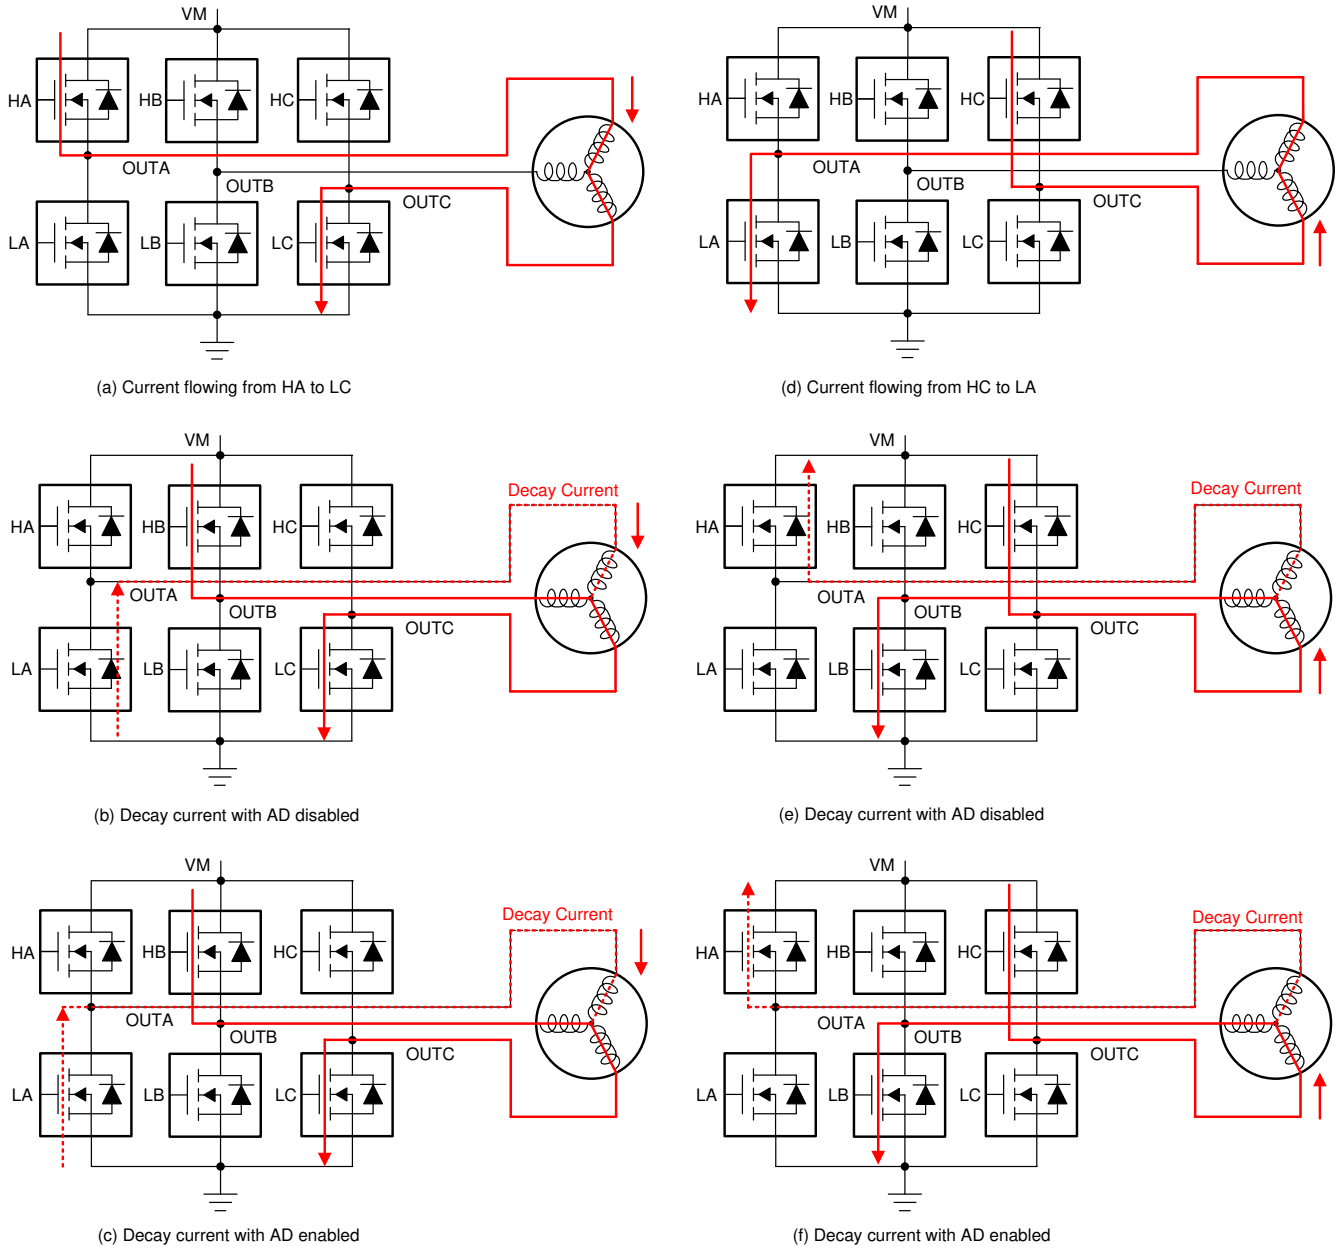 VM
HA
HB
HC
OUTA
OUTB
OUTC
LA
LB
LC
(a) Current flowing from HA to LC
VM
HA
HB
HC
OUTA
OUTB
OUTC
LA
LB
LC
(d) Current flowing from HC to LA
VM
Decay Current
HA
HB
HC
OUTA
OUTB
OUTC
LA
LB
LC
(b) Decay current with AD disabled
VM
Decay Current
HA
HB
HC
OUTA
OUTB
OUTC
LA
LB
LC
(e) Decay current with AD disabled
VM
Decay Current
HA
HB
HC
OUTA
OUTB
OUTC
LA
LB
LC
(c) Decay current with AD enabled
VM
Decay Current
HA
HB
HC
OUTA
OUTB
OUTC
LA
LB
LC
(f) Decay current with AD enabled